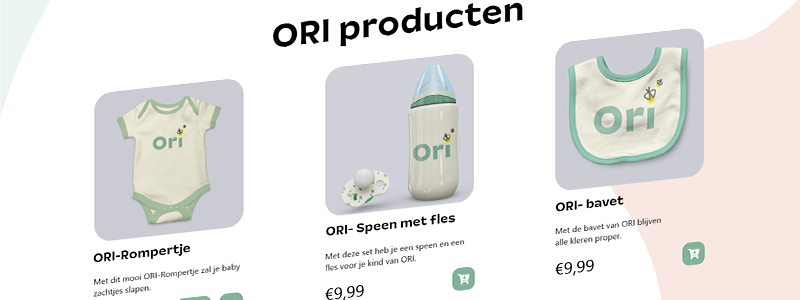 ORI producten
Ori
ORI-Rompertje
Met dit mooi ORI-Rompertje zal je baby
zachtjes slapen.
Ori
ORI- Speen met fles
Met deze set heb je een speen en een
fles voor je kind van ORI.
€9,99
Ori
ORI- bavet
Met de bavet van ORI blijven
alle kleren proper.
€9,99